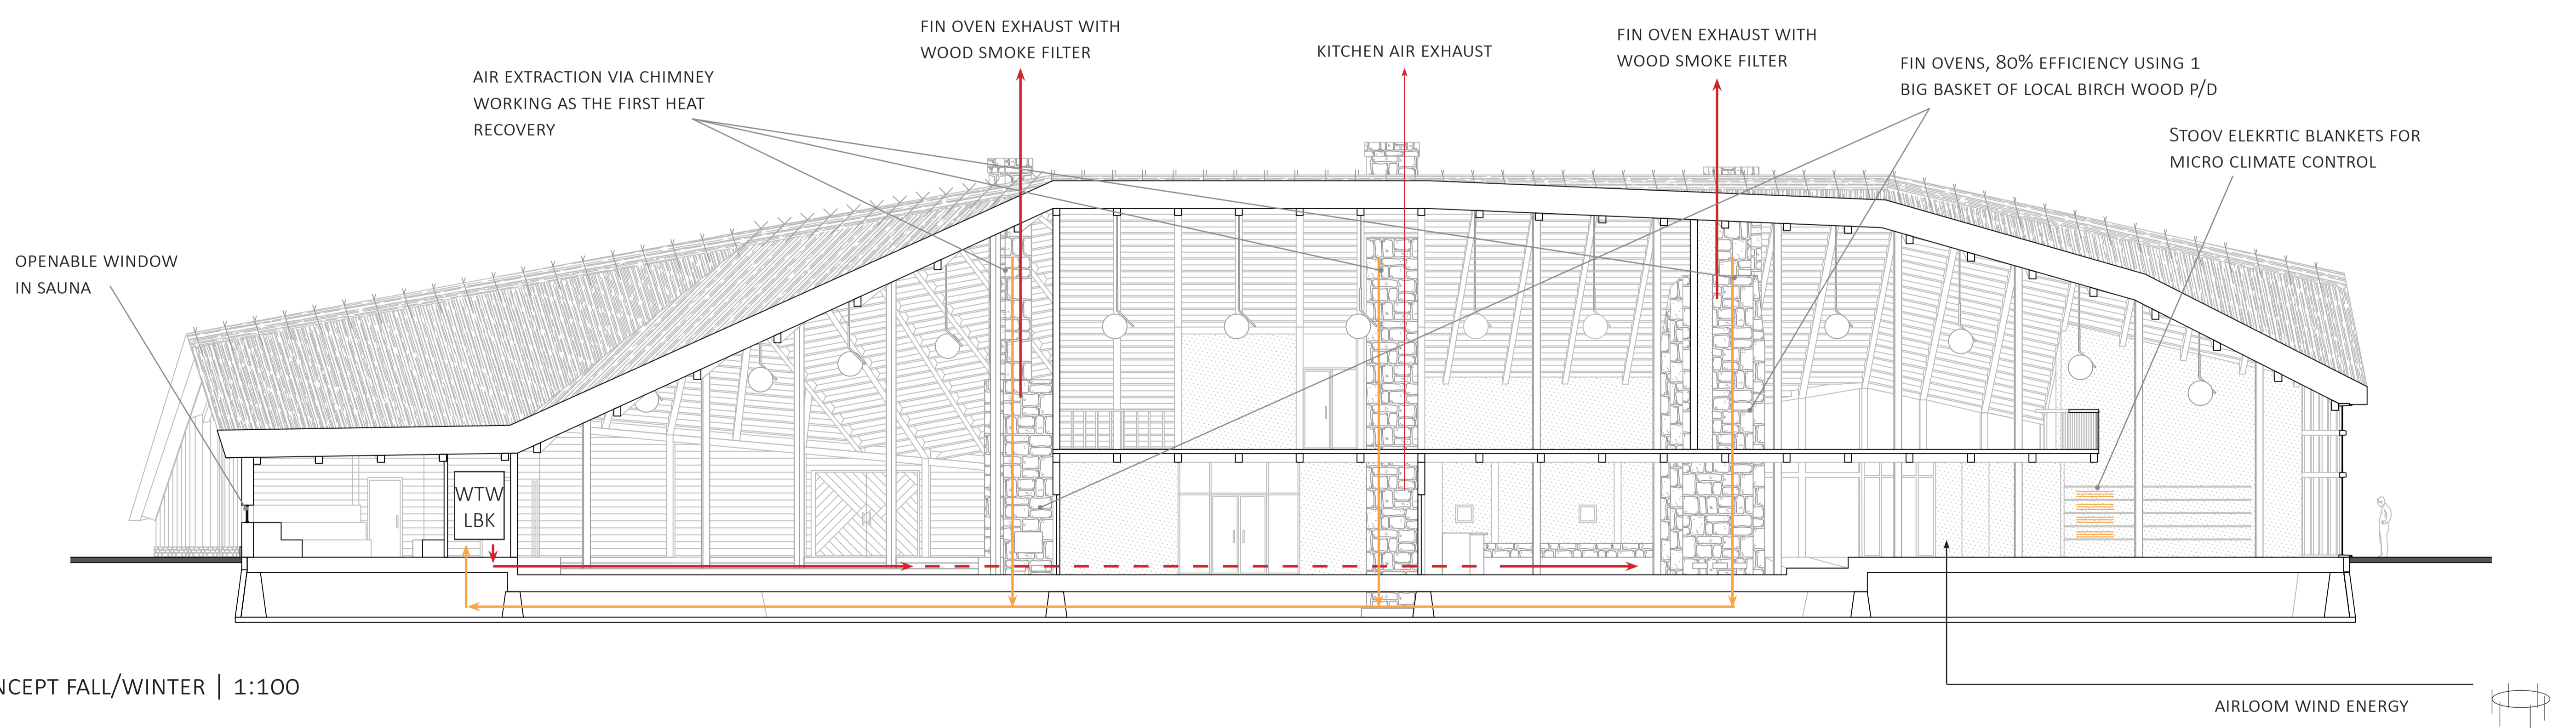 FIN OVEN EXHAUST WITH
WOOD SMOKE FILTER
KITCHEN AIR EXHAUST
FIN OVEN EXHAUST WITH
WOOD SMOKE FILTER
FIN OVENS, 80% EFFICIENCY USING 1
BIG BASKET OF LOCAL BIRCH WOOD P/D
AIR EXTRACTION VIA CHIMNEY
WORKING AS THE FIRST HEAT
RECOVERY
STOOV ELEKRTIC BLANKETS FOR
MICRO CLIMATE CONTROL
OPENABLE WINDOW
IN SAUNA
WTW
LBK
NCEPT FALL/WINTER | 1:100
AIRLOOM WIND ENERGY